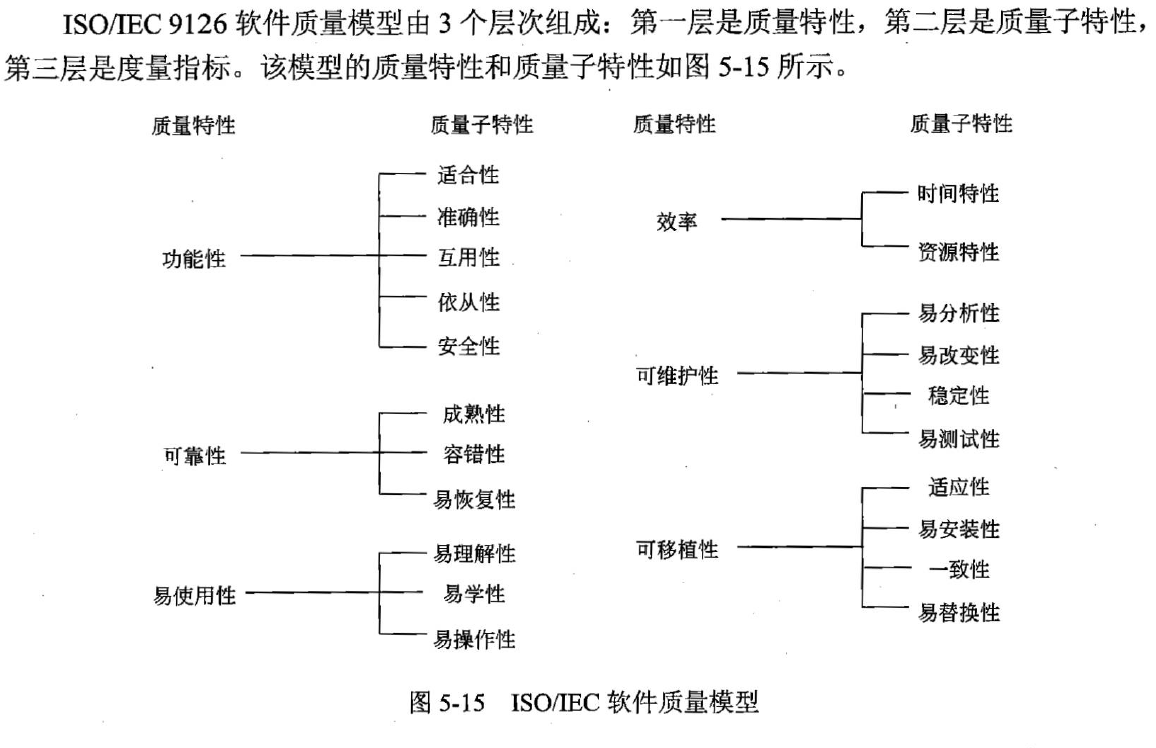 ISO/IEC 9126 软件质量模型由 3 个层次组成：第一层是质量特性，第二层是质量子特性，
第三层是度量指标。该模型的质量特性和质量子特性如图 5-15 所示。
质量特性 质量子特性
功能性
适合性
准确性
互用性
依从性
安全性
可靠性
成熟性
容错性
易恢复性
易使用性
易理解性
易学性
易操作性
质量特性 质量子特性
效率
时间特性
资源特性
可维护性
易分析性
易改变性
稳定性
易测试性
可移植性
适应性
易安装性
一致性
易替换性
图 5-15 ISO/IEC 软件质量模型